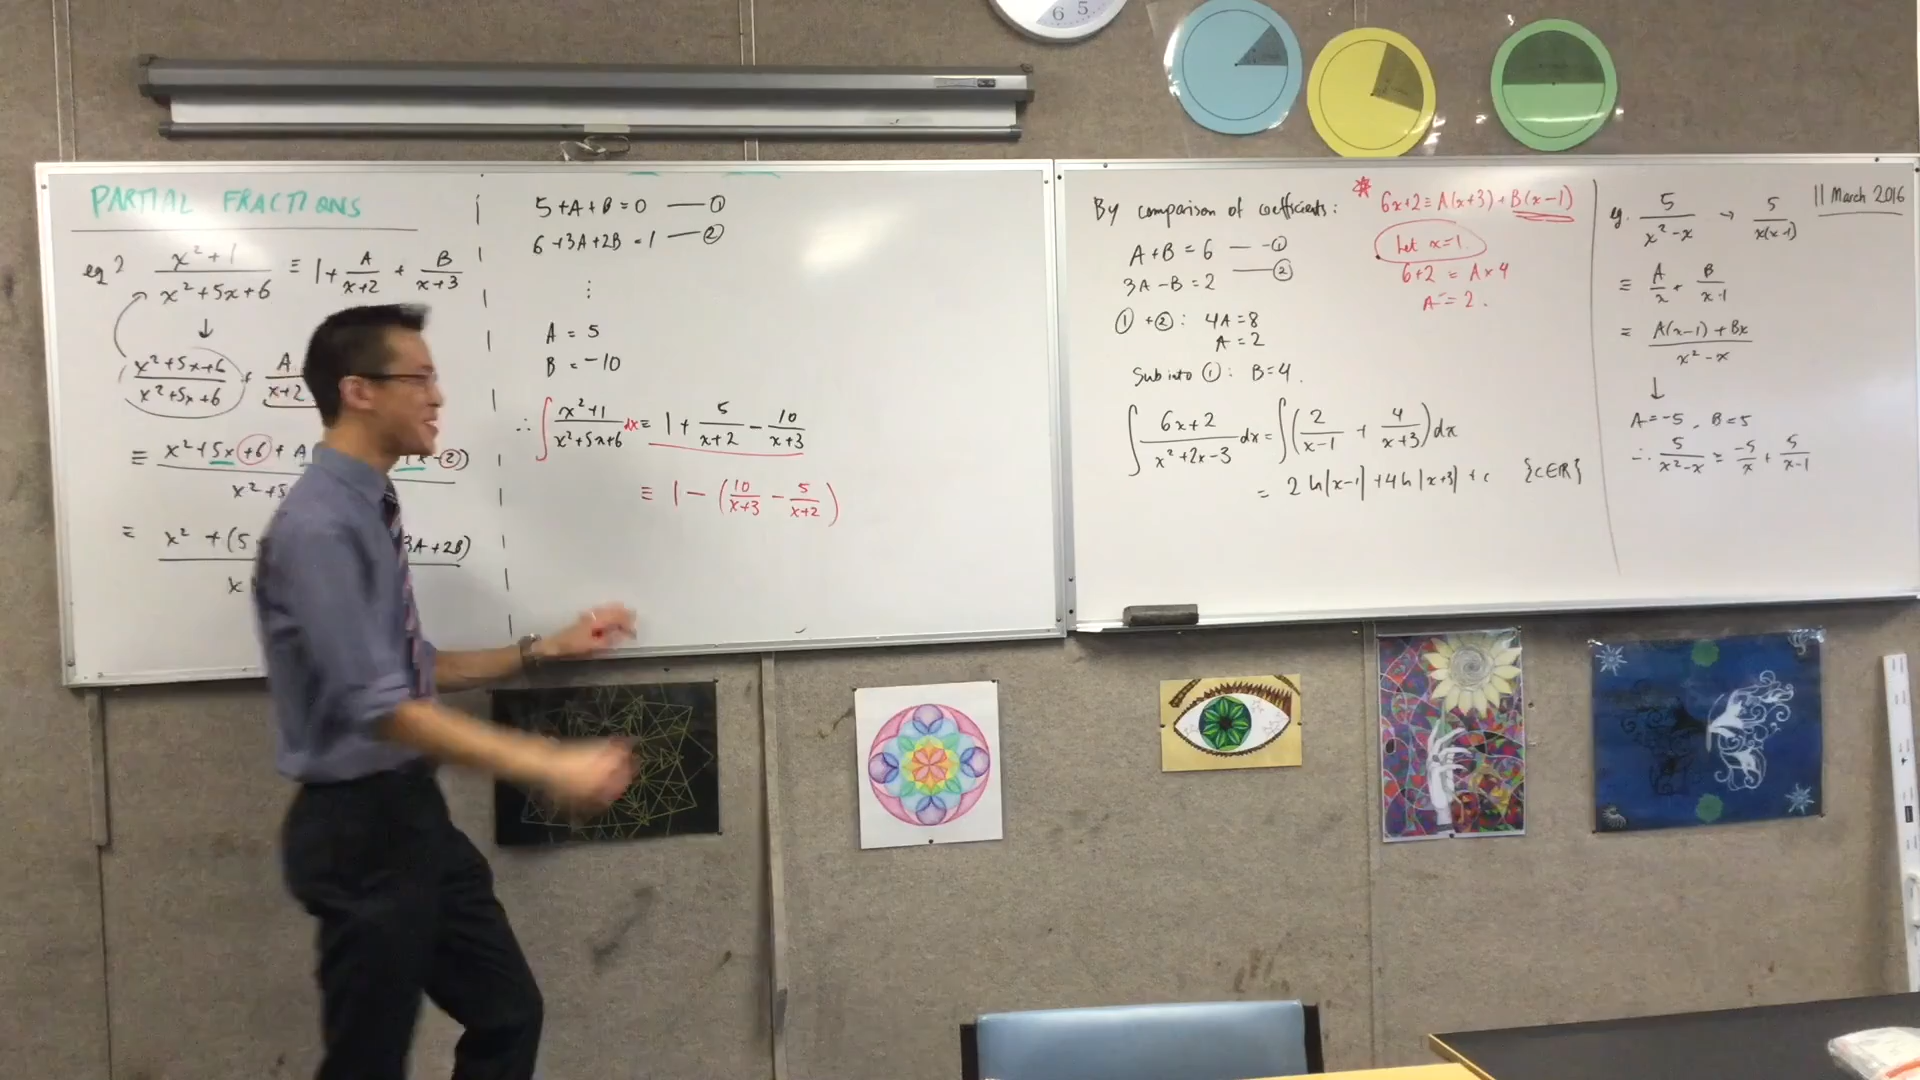 6 5
PARTIAL FRACTIONS
eg 2 (x²+1)/(x²+5x+6) ≡ 1 + A/(x+2) + B/(x+3)
↓
(x²+5x+6)/(x²+5x+6) + A/(x+2)
≡ x²+5x+6+A
x²+5
≡ x²+(5 3A+2B)
x
5+A+B=0 — ①
6+3A+2B=1 — ②
⋮
A = 5
B = -10
∴ ∫ (x²+1)/(x²+5x+6) dx ≡ 1 + 5/(x+2) - 10/(x+3)
≡ 1 - (10/(x+3) - 5/(x+2))
By comparison of coefficients:
A+B = 6 — ①
3A-B = 2 — ②
① + ②: 4A=8
A=2
Sub into ①: B=4.
∫ (6x+2)/(x²+2x-3) dx = ∫ (2/(x-1) + 4/(x+3)) dx
= 2 ln|x-1| + 4 ln|x+3| + c {c∈ℝ}
* 6x+2 ≡ A(x+3) + B(x-1)
Let x=1
6+2 = A×4
A = 2.
11 March 2016
eg. 5/(x²-x) → 5/(x(x-1))
≡ A/x + B/(x-1)
= (A(x-1)+Bx)/(x²-x)
↓
A=-5, B=5
∴ 5/(x²-x) = -5/x + 5/(x-1)